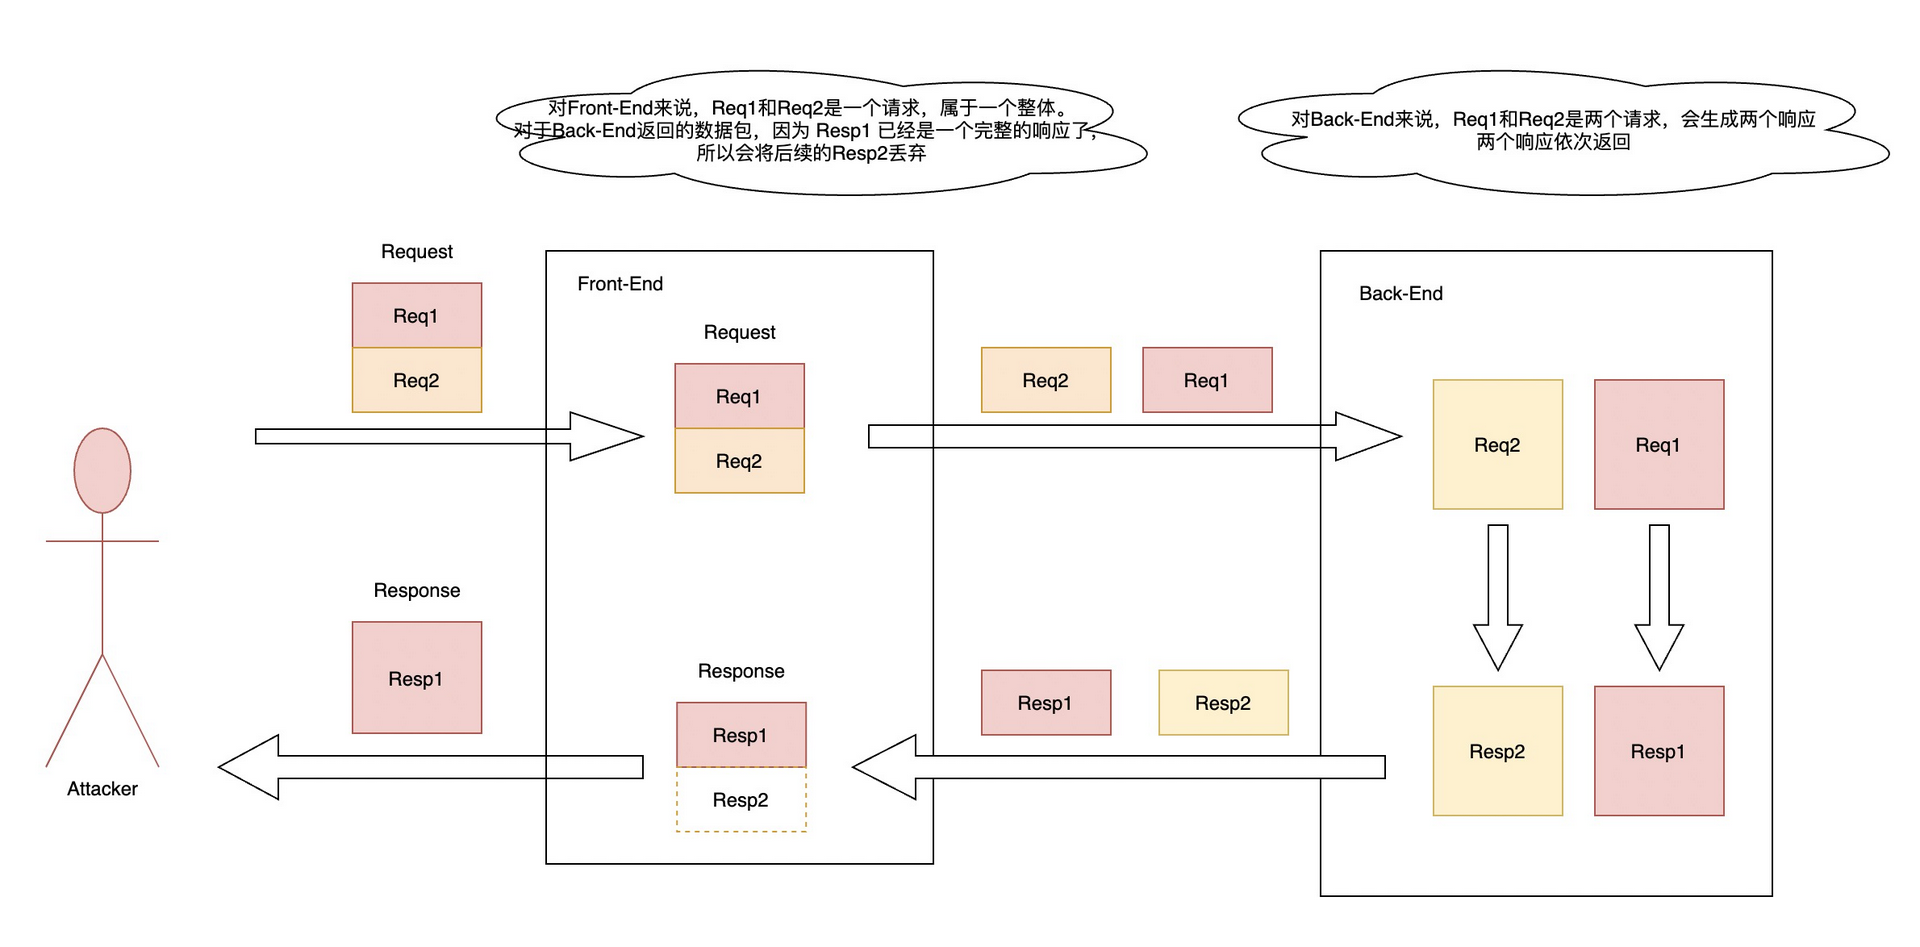 对Front-End来说，Req1和Req2是一个请求，属于一个整体。
对于Back-End返回的数据包，因为 Resp1 已经是一个完整的响应了，
所以会将后续的Resp2丢弃
对Back-End来说，Req1和Req2是两个请求，会生成两个响应
两个响应依次返回
Request
Req1
Req2
Front-End
Request
Req1
Req2
Req2
Req1
Back-End
Req2
Req1
Attacker
Response
Resp1
Response
Resp1
Resp2
Resp1
Resp2
Resp2
Resp1